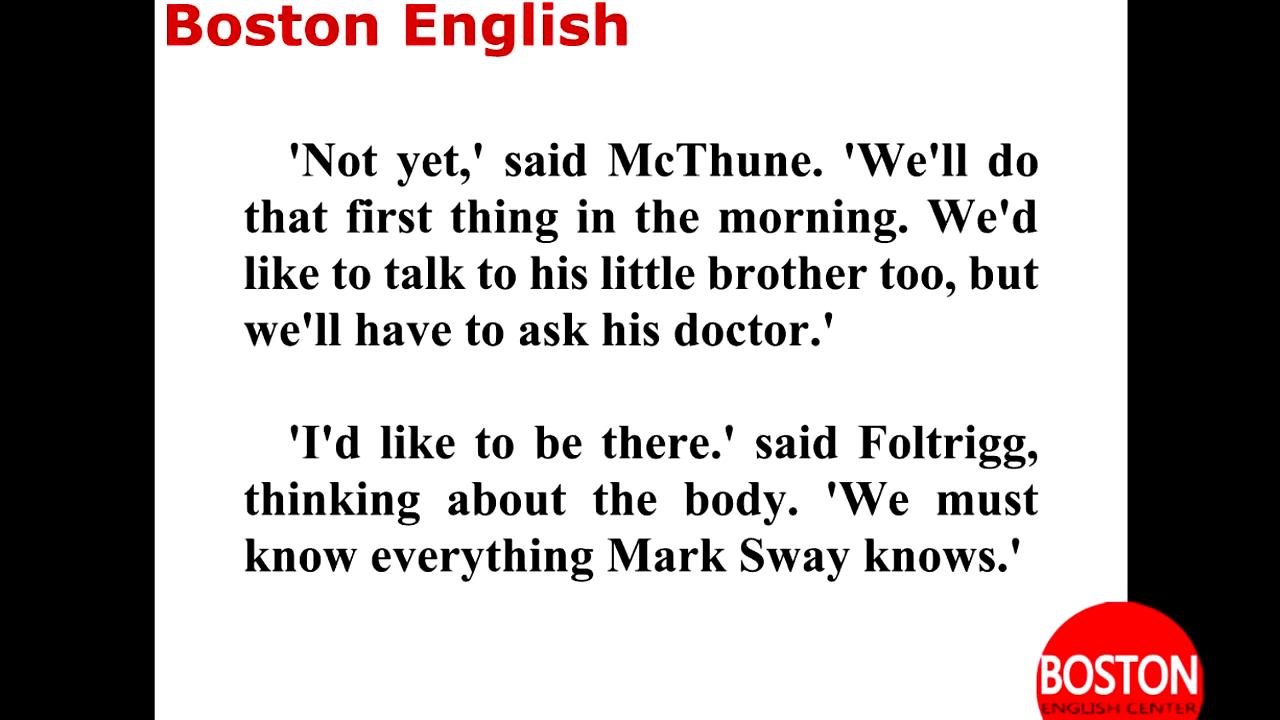 Boston English
'Not yet,' said McThune. 'We'll do
that first thing in the morning. We'd
like to talk to his little brother too, but
we'll have to ask his doctor.'
'I'd like to be there.' said Foltrigg,
thinking about the body. 'We must
know everything Mark Sway knows.'
BOSTON
ENGLISH CENTER